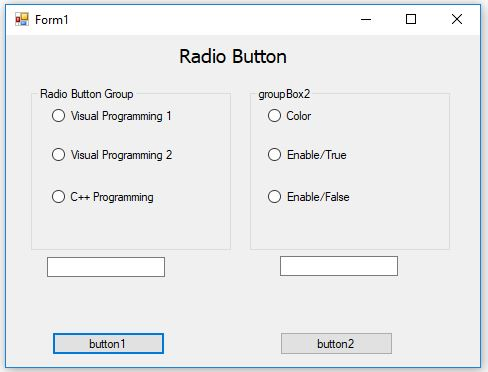 Form1
Radio Button
Radio Button Group
Visual Programming 1
Visual Programming 2
C++ Programming
groupBox2
Color
Enable/True
Enable/False
button1
button2